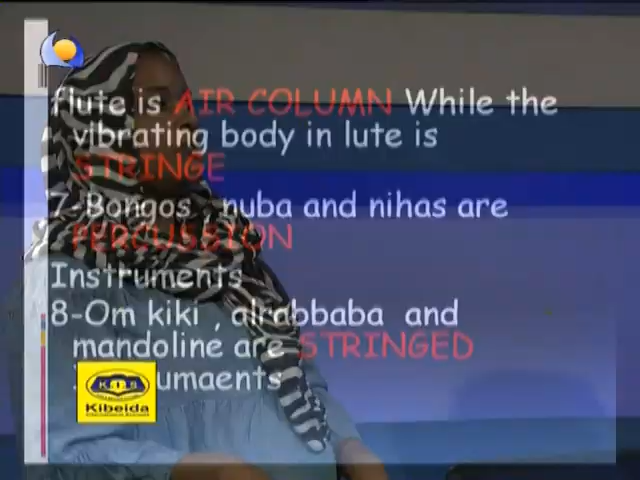 flute is AIR COLUMN While the
vibrating body in lute is
STRINGE
7-Bongos , nuba and nihas are
PERCUSSION
Instruments
8-Om kiki , alrabbaba and
mandoline are STRINGED
umaents
K I S
Kibeida